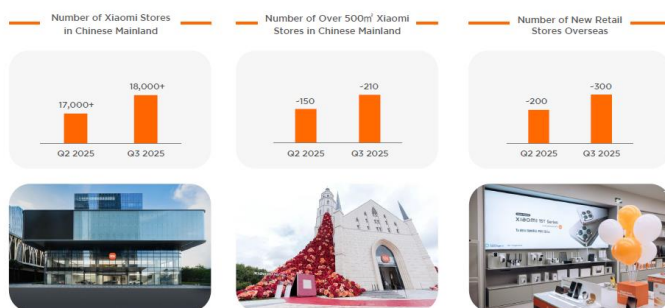 Number of Xiaomi Stores
in Chinese Mainland
18,000+
17,000+
Q2 2025
Q3 2025
Number of Over 500㎡ Xiaomi
Stores in Chinese Mainland
~210
~150
Q2 2025
Q3 2025
Number of New Retail
Stores Overseas
~300
~200
Q2 2025
Q3 2025